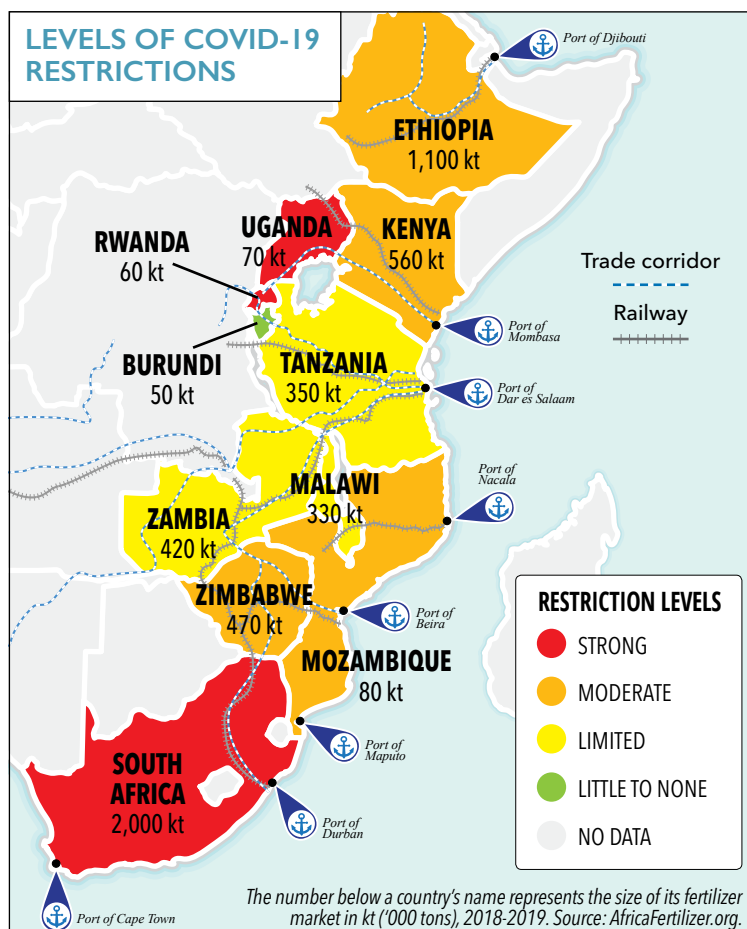 LEVELS OF COVID-19
RESTRICTIONS
Port of Djibouti
ETHIOPIA
1,100 kt
UGANDA
70 kt
KENYA
560 kt
RWANDA
60 kt
Trade corridor
Railway
Port of
Mombasa
BURUNDI
50 kt
TANZANIA
350 kt
Port of
Dar es Salaam
Port of
Nacala
MALAWI
330 kt
ZAMBIA
420 kt
ZIMBABWE
470 kt
Port of
Beira
MOZAMBIQUE
80 kt
Port of
Maputo
SOUTH
AFRICA
2,000 kt
Port of
Durban
Port of Cape Town
RESTRICTION LEVELS
STRONG
MODERATE
LIMITED
LITTLE TO NONE
NO DATA
The number below a country's name represents the size of its fertilizer
market in kt ('000 tons), 2018-2019. Source: AfricaFertilizer.org.